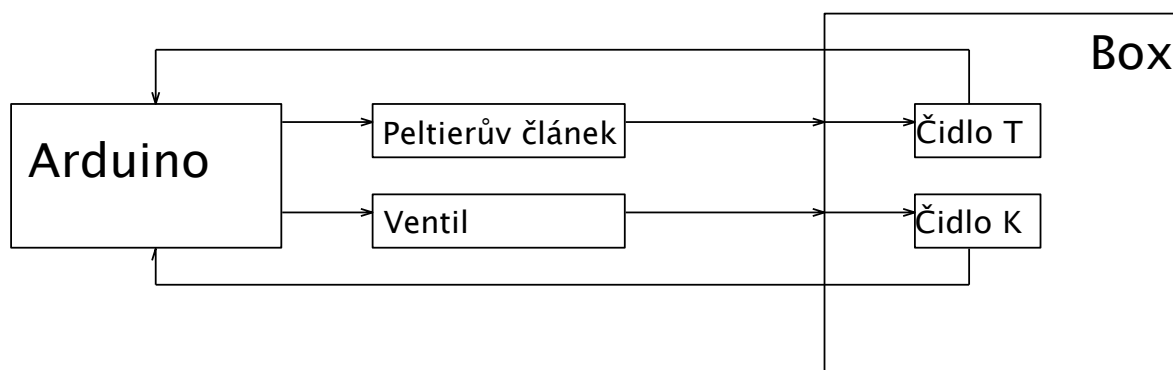 Box
Arduino
Peltierův článek
Čidlo T
Ventil
Čidlo K